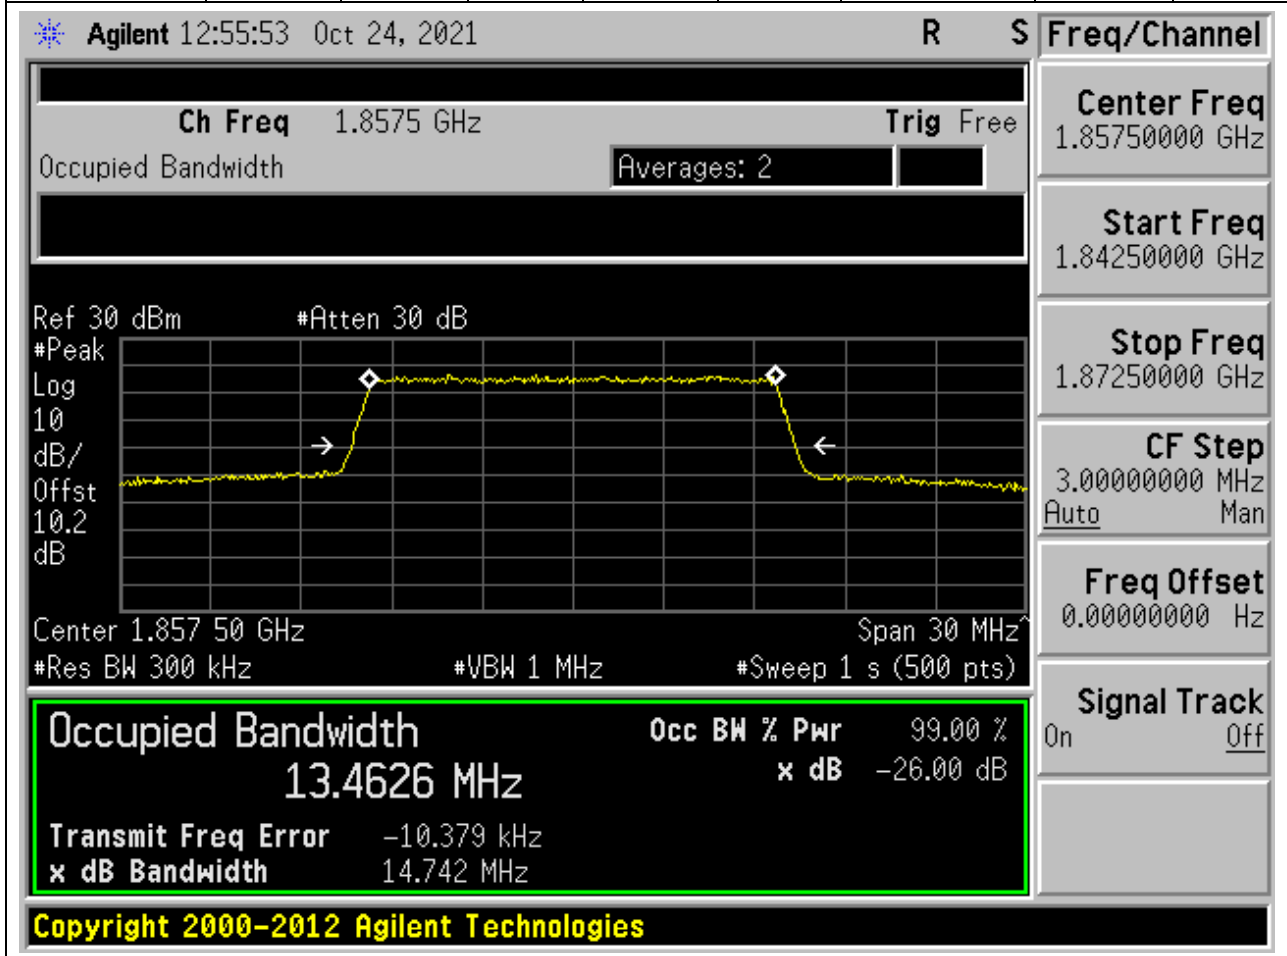 Agilent 12:55:53 Oct 24, 2021 R S
Freq/Channel
Ch Freq 1.8575 GHz Trig Free
Occupied Bandwidth Averages: 2
Center Freq
1.85750000 GHz
Start Freq
1.84250000 GHz
Stop Freq
1.87250000 GHz
CF Step
3.00000000 MHz
Auto Man
Freq Offset
0.00000000 Hz
Signal Track
On Off
Ref 30 dBm #Atten 30 dB
#Peak
Log
10
dB/
Offst
10.2
dB
Center 1.857 50 GHz Span 30 MHz^
#Res BW 300 kHz #VBW 1 MHz #Sweep 1 s (500 pts)
Occupied Bandwidth Occ BW % Pwr 99.00 %
13.4626 MHz x dB -26.00 dB
Transmit Freq Error -10.379 kHz
x dB Bandwidth 14.742 MHz
Copyright 2000-2012 Agilent Technologies